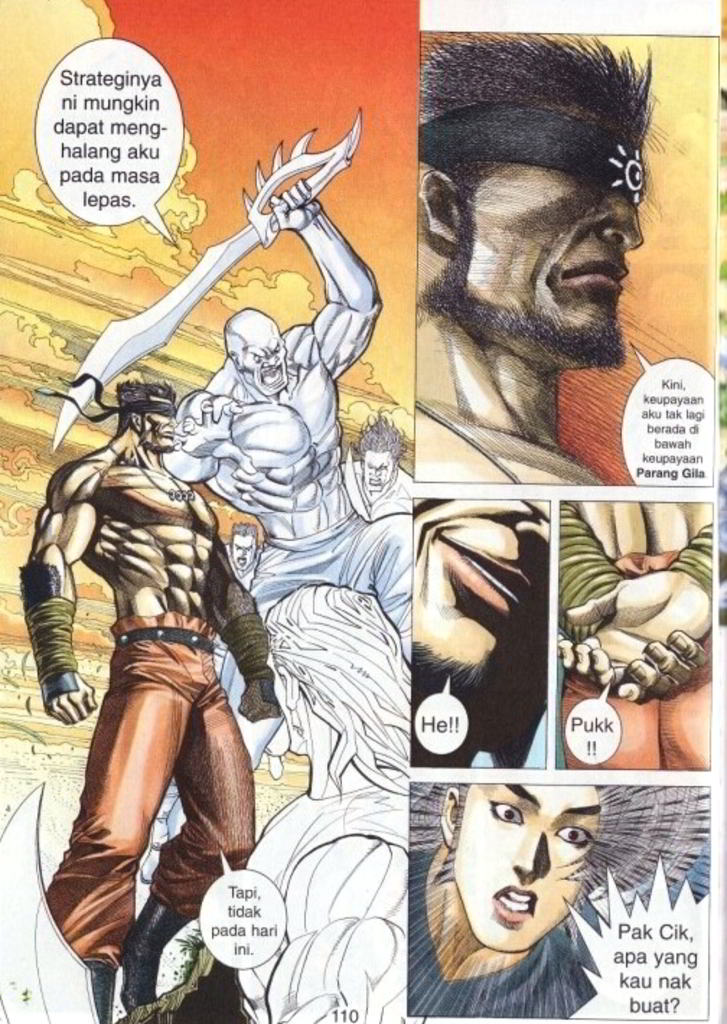 Strateginya
ni mungkin
dapat meng-
halang aku
pada masa
lepas.
Kini,
keupayaan
aku tak lagi
berada di
bawah
keupayaan
Parang Gila.
He!!
Pukk
!!
Tapi,
tidak
pada hari
ini.
Pak Cik,
apa yang
kau nak
buat?
110